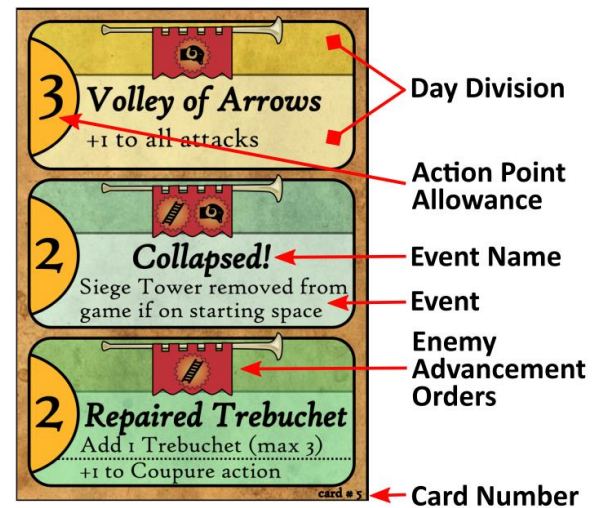 3
Volley of Arrows
+1 to all attacks
Day Division
Action Point
Allowance
2
Collapsed!
Siege Tower removed from
game if on starting space
Event Name
Event
Enemy
Advancement
Orders
2
Repaired Trebuchet
Add 1 Trebuchet (max 3)
+1 to Coupure action
card # 5
Card Number